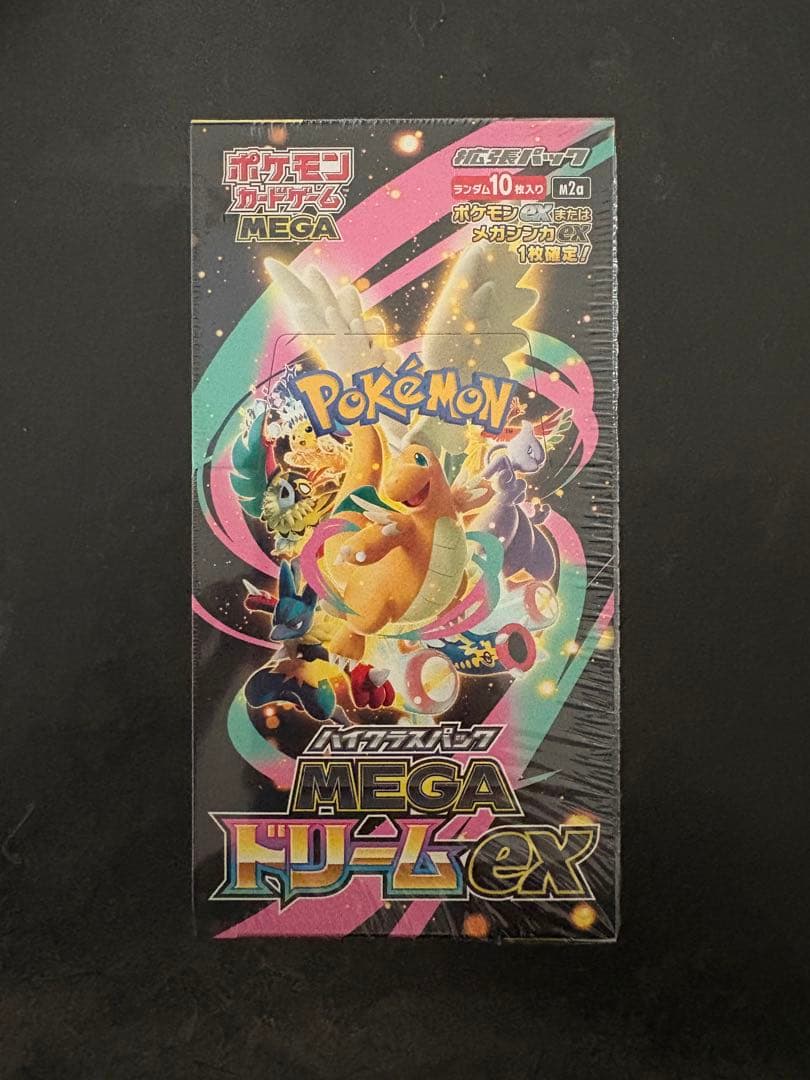 ポケモン
カードゲーム
MEGA
拡張パック
ランダム10枚入り M2a
ポケモンexまたは
メガシンカex
1枚確定!
POKéMON
ハイクラスパック
MEGA
ドリームex